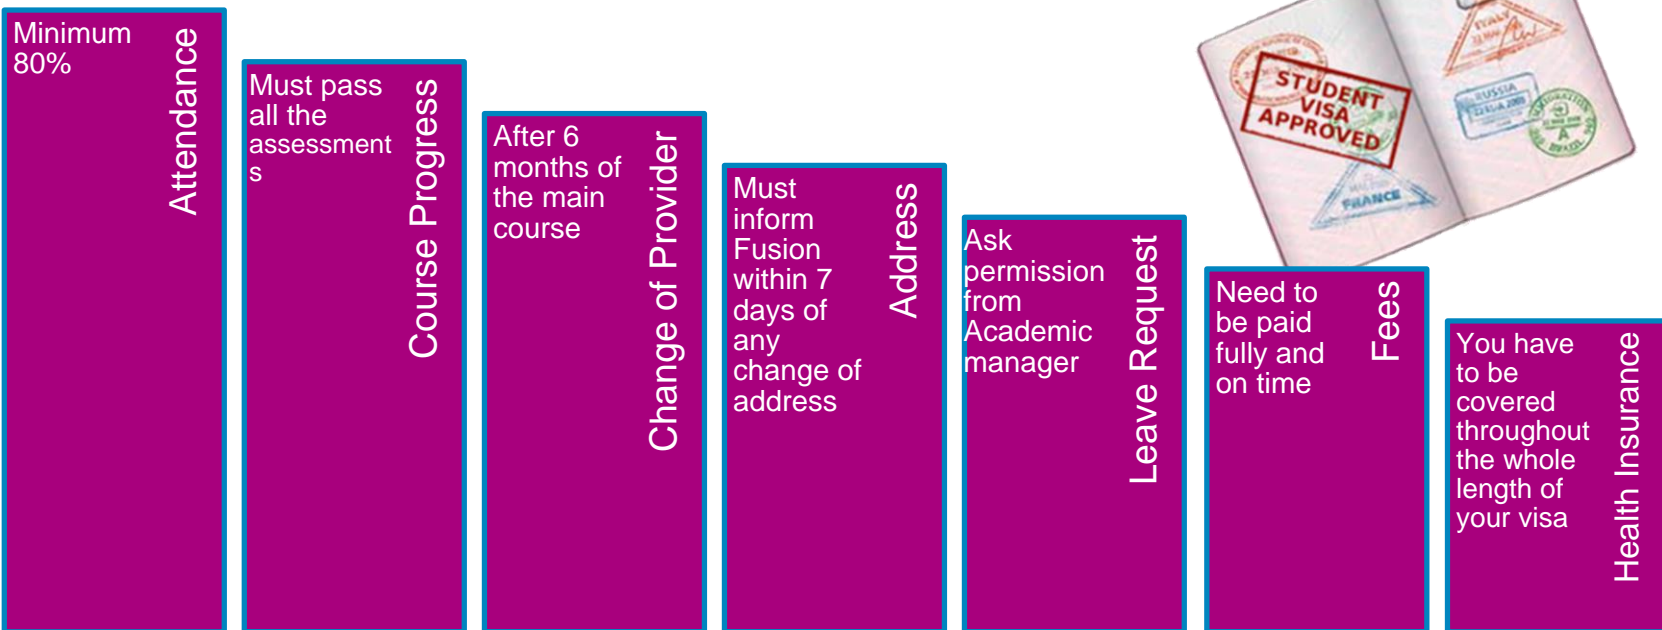 Minimum
80%
Attendance
Must pass
all the
assessment
s
Course Progress
After 6
months of
the main
course
Change of Provider
Must
inform
Fusion
within 7
days of
any
change of
address
Address
Ask
permission
from
Academic
manager
Leave Request
Need to
be paid
fully and
on time
Fees
You have
to be
covered
throughout
the whole
length of
your visa
Health Insurance
STUDENT
VISA
APPROVED
ITALY
RUSSIA
FRANCE
A
BRAZIL